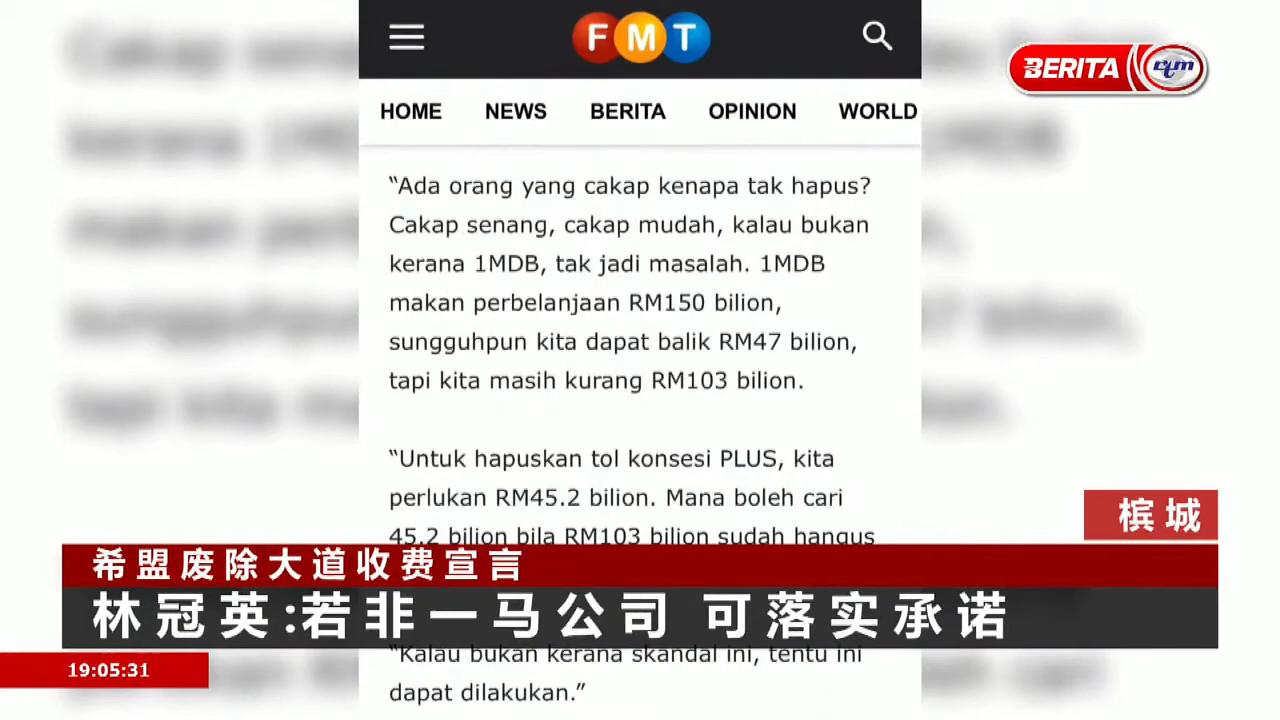 FMT
BERITA rtm
HOME NEWS BERITA OPINION WORLD
“Ada orang yang cakap kenapa tak hapus?
Cakap senang, cakap mudah, kalau bukan
kerana 1MDB, tak jadi masalah. 1MDB
makan perbelanjaan RM150 bilion,
sungguhpun kita dapat balik RM47 bilion,
tapi kita masih kurang RM103 bilion.
“Untuk hapuskan tol konsesi PLUS, kita
perlukan RM45.2 bilion. Mana boleh cari
45.2 bilion bila RM103 bilion sudah hangus
槟城
希盟废除大道收费宣言
林冠英:若非一马公司 可落实承诺
“Kalau bukan kerana skandal ini, tentu ini
dapat dilakukan.”
19:05:31